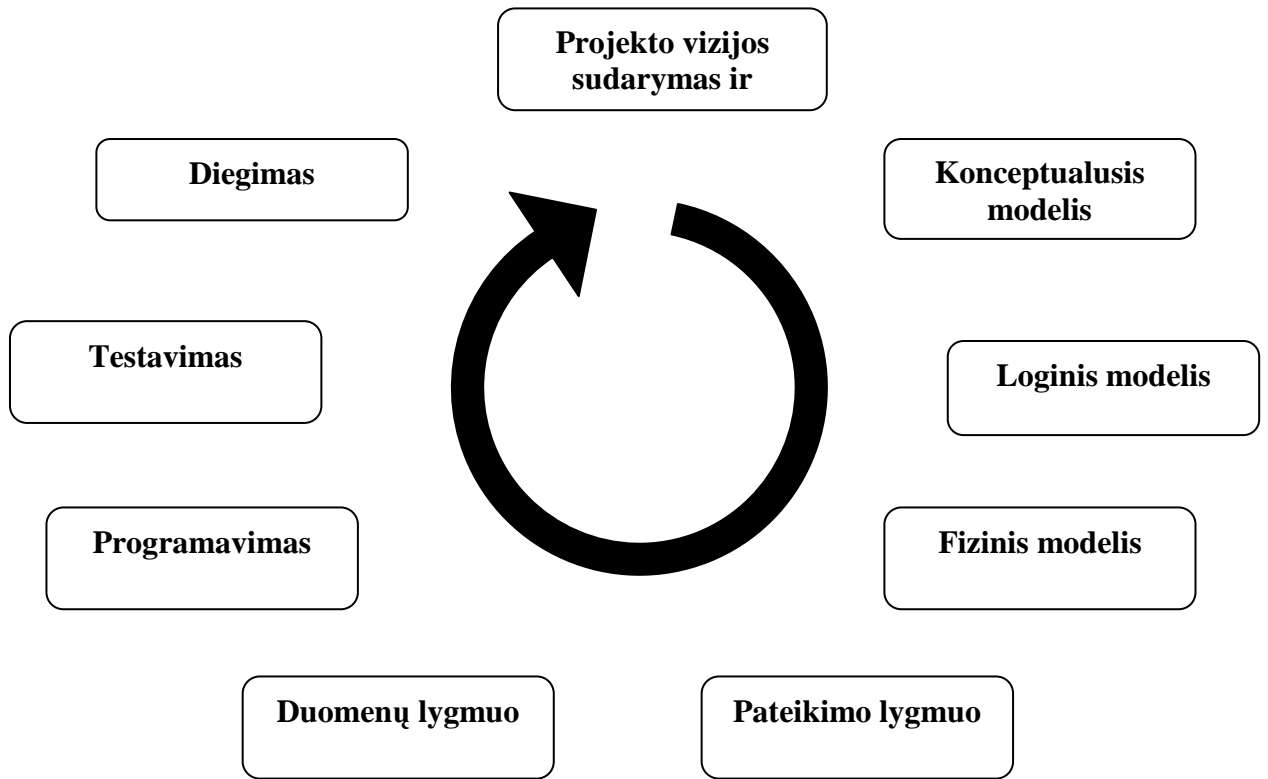 Projekto vizijos
sudarymas ir
Diegimas
Konceptualusis
modelis
Testavimas
Loginis modelis
Programavimas
Fizinis modelis
Duomenų lygmuo
Pateikimo lygmuo